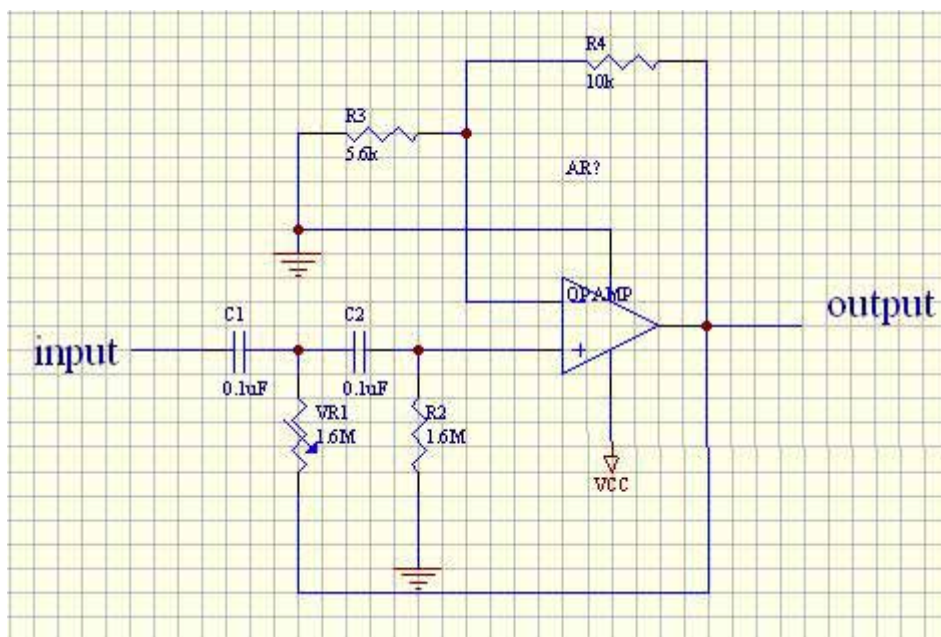 R4
10k
R3
5.6k
AR?
OPAMP
output
C1
C2
input
+
0.1uF
0.1uF
VR1
R2
1.6M
1.6M
VCC